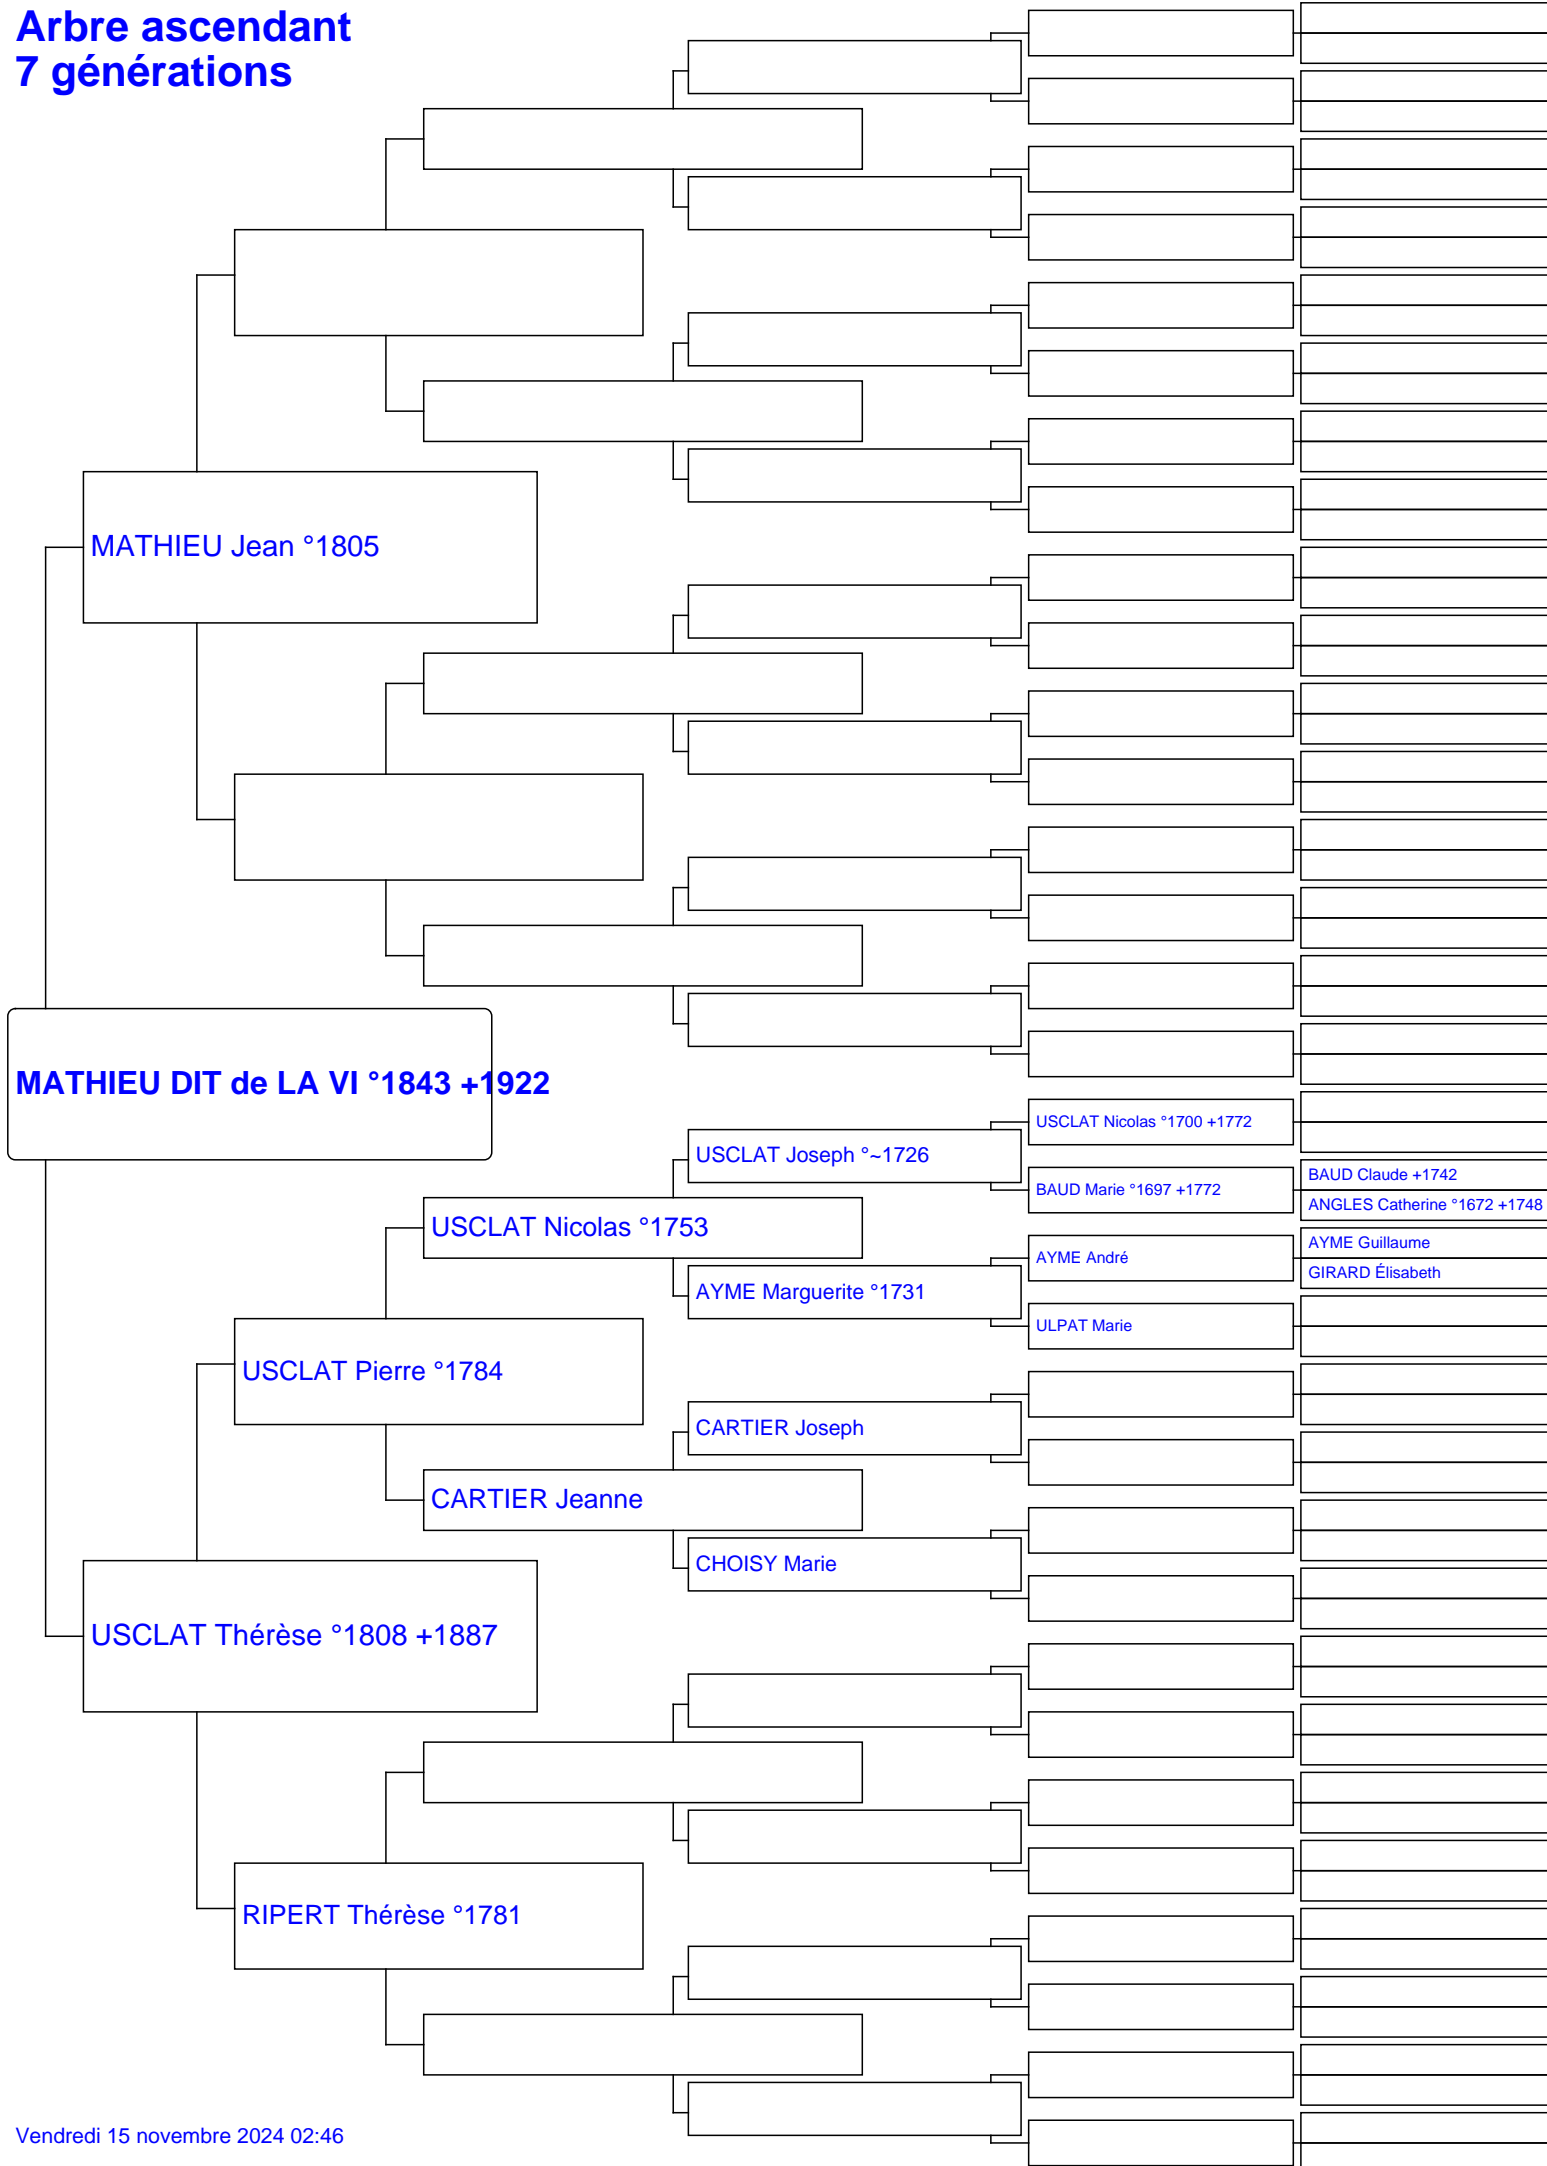 Arbre ascendant
7 générations
MATHIEU Jean °1805
MATHIEU DIT de LA VI °1843 +1922
USCLAT Nicolas °1700 +1772
USCLAT Joseph °~1726
BAUD Claude +1742
BAUD Marie °1697 +1772
ANGLES Catherine °1672 +1748
USCLAT Nicolas °1753
AYME Guillaume
AYME André
GIRARD Élisabeth
AYME Marguerite °1731
ULPAT Marie
USCLAT Pierre °1784
CARTIER Joseph
CARTIER Jeanne
CHOISY Marie
USCLAT Thérèse °1808 +1887
RIPERT Thérèse °1781
Vendredi 15 novembre 2024 02:46